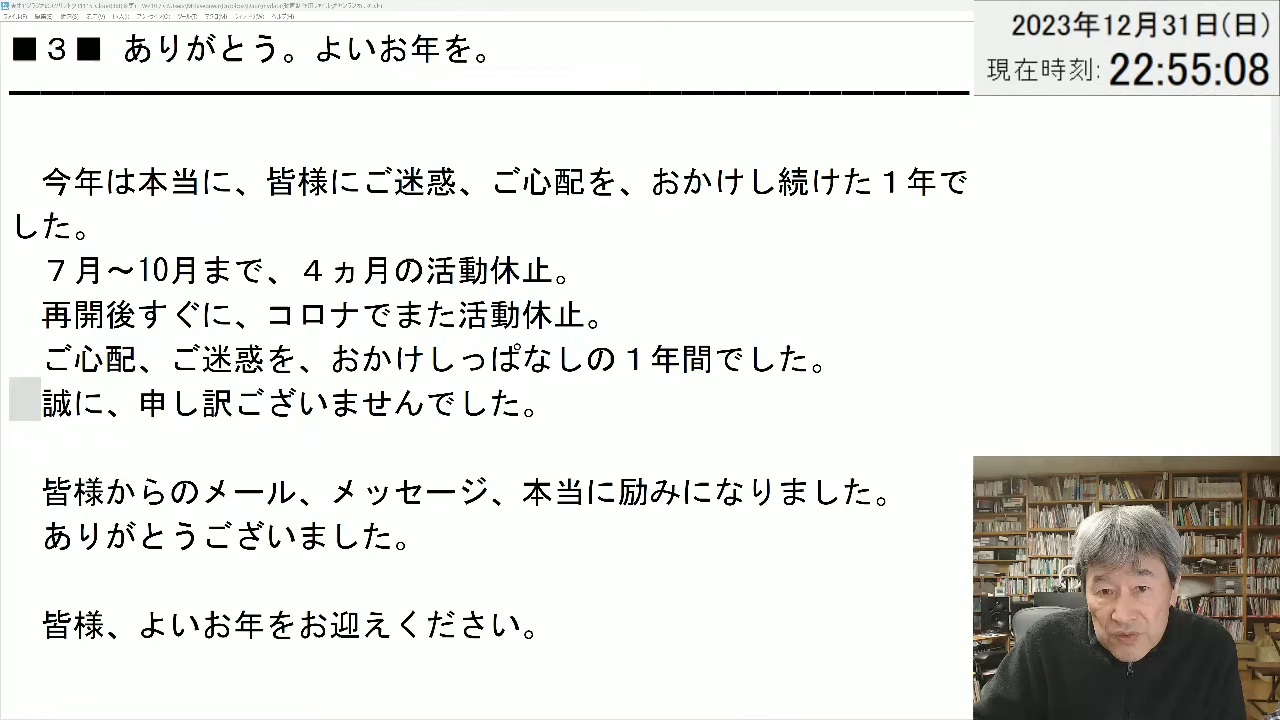 ■３■　ありがとう。よいお年を。
2023年12月31日(日)
現在時刻: 22:55:08
今年は本当に、皆様にご迷惑、ご心配を、おかけし続けた１年で
した。
７月～10月まで、４ヵ月の活動休止。
再開後すぐに、コロナでまた活動休止。
ご心配、ご迷惑を、おかけしっぱなしの１年間でした。
誠に、申し訳ございませんでした。
皆様からのメール、メッセージ、本当に励みになりました。
ありがとうございました。
皆様、よいお年をお迎えください。